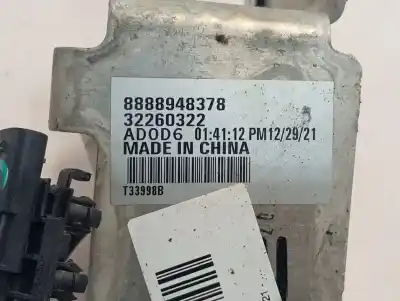 8888948378
32260322
ADOD6 01:41:12 PM12/29/21
MADE IN CHINA
T33998B